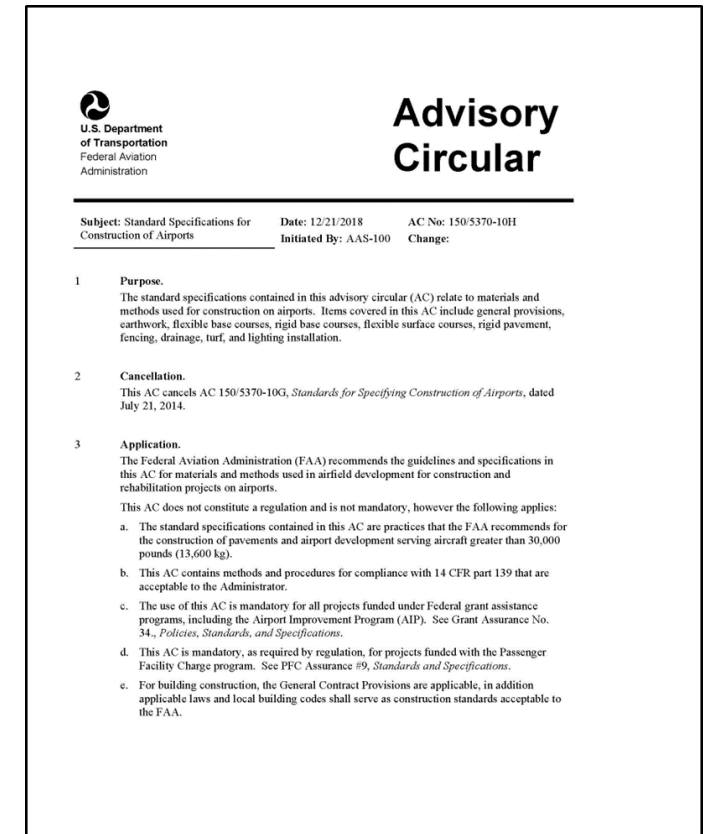 U.S. Department
of Transportation
Federal Aviation
Administration
Advisory
Circular
Subject: Standard Specifications for
Construction of Airports
Date: 12/21/2018
Initiated By: AAS-100
AC No: 150/5370-10H
Change:
1 Purpose.
The standard specifications contained in this advisory circular (AC) relate to materials and
methods used for construction on airports. Items covered in this AC include general provisions,
earthwork, flexible base courses, rigid base courses, flexible surface courses, rigid pavement,
fencing, drainage, turf, and lighting installation.
2 Cancellation.
This AC cancels AC 150/5370-10G, Standards for Specifying Construction of Airports, dated
July 21, 2014.
3 Application.
The Federal Aviation Administration (FAA) recommends the guidelines and specifications in
this AC for materials and methods used in airfield development for construction and
rehabilitation projects on airports.
This AC does not constitute a regulation and is not mandatory, however the following applies:
a. The standard specifications contained in this AC are practices that the FAA recommends for
the construction of pavements and airport development serving aircraft greater than 30,000
pounds (13,600 kg).
b. This AC contains methods and procedures for compliance with 14 CFR part 139 that are
acceptable to the Administrator.
c. The use of this AC is mandatory for all projects funded under Federal grant assistance
programs, including the Airport Improvement Program (AIP). See Grant Assurance No.
34., Policies, Standards, and Specifications.
d. This AC is mandatory, as required by regulation, for projects funded with the Passenger
Facility Charge program. See PFC Assurance #9, Standards and Specifications.
e. For building construction, the General Contract Provisions are applicable, in addition
applicable laws and local building codes shall serve as construction standards acceptable to
the FAA.